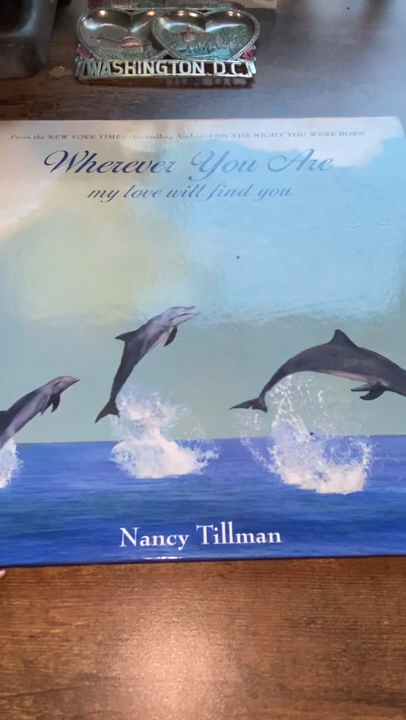 WASHINGTON D.C.
From the NEW YORK TIMES Bestselling Author of ON THE NIGHT YOU WERE BORN
Wherever You Are
my love will find you
Nancy Tillman